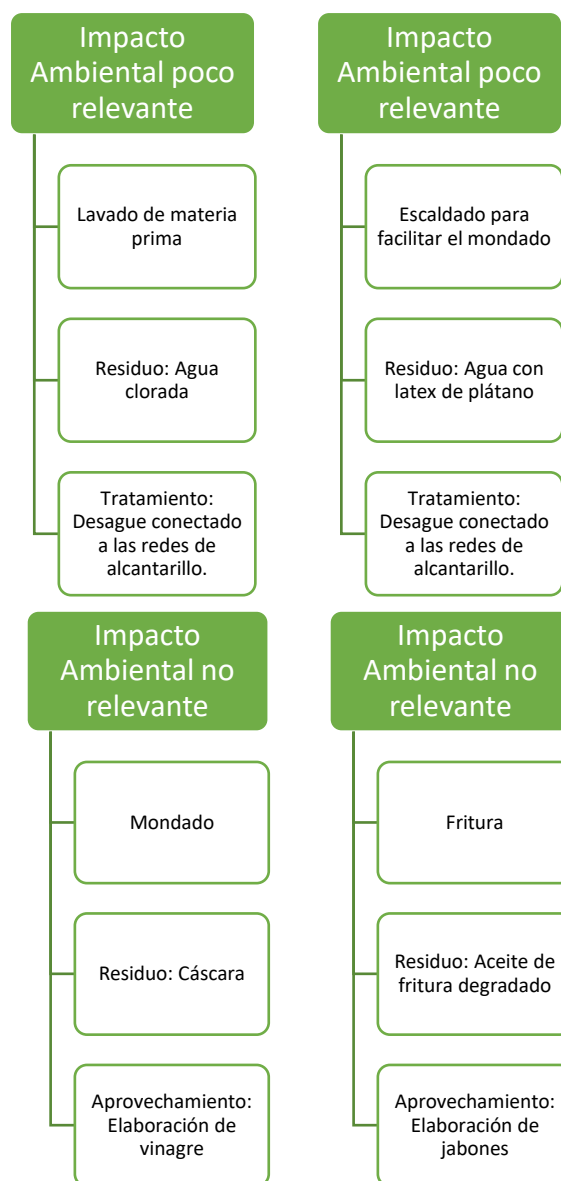 Impacto
Ambiental poco
relevante
Lavado de materia
prima
Residuo: Agua
clorada
Tratamiento:
Desague conectado
a las redes de
alcantarillo.
Impacto
Ambiental poco
relevante
Escaldado para
facilitar el mondado
Residuo: Agua con
latex de plátano
Tratamiento:
Desague conectado
a las redes de
alcantarillo.
Impacto
Ambiental no
relevante
Mondado
Residuo: Cáscara
Aprovechamiento:
Elaboración de
vinagre
Impacto
Ambiental no
relevante
Fritura
Residuo: Aceite de
fritura degradado
Aprovechamiento:
Elaboración de
jabones